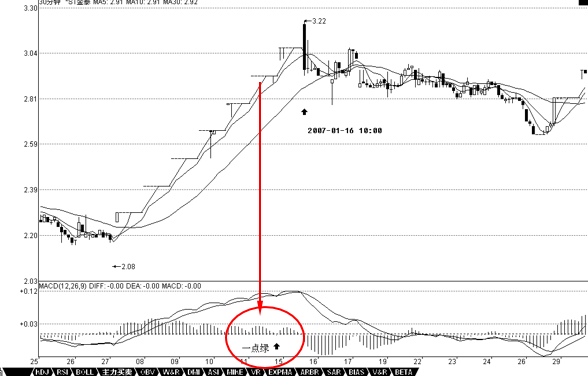 30分钟 *ST金泰 MA5: 2.91 MA10: 2.91 MA30: 2.92
3.30
3.22
3.04
2.81
2007-01-16 10:00
2.59
2.39
2.20
2.08
2.03
MACD(12,26,9) DIFF: -0.00 DEA: -0.00 MACD: -0.00
+0.12
+0.03
一点绿
25 26 27 08 09 10 11 15 16 17 18 19 22 23 24 25 26 29
KDJ RSI BOLL 主力买卖 OBV W&R DMI ASI MIKE VR EXPMA ARBR SAR BIAS V&R BETA